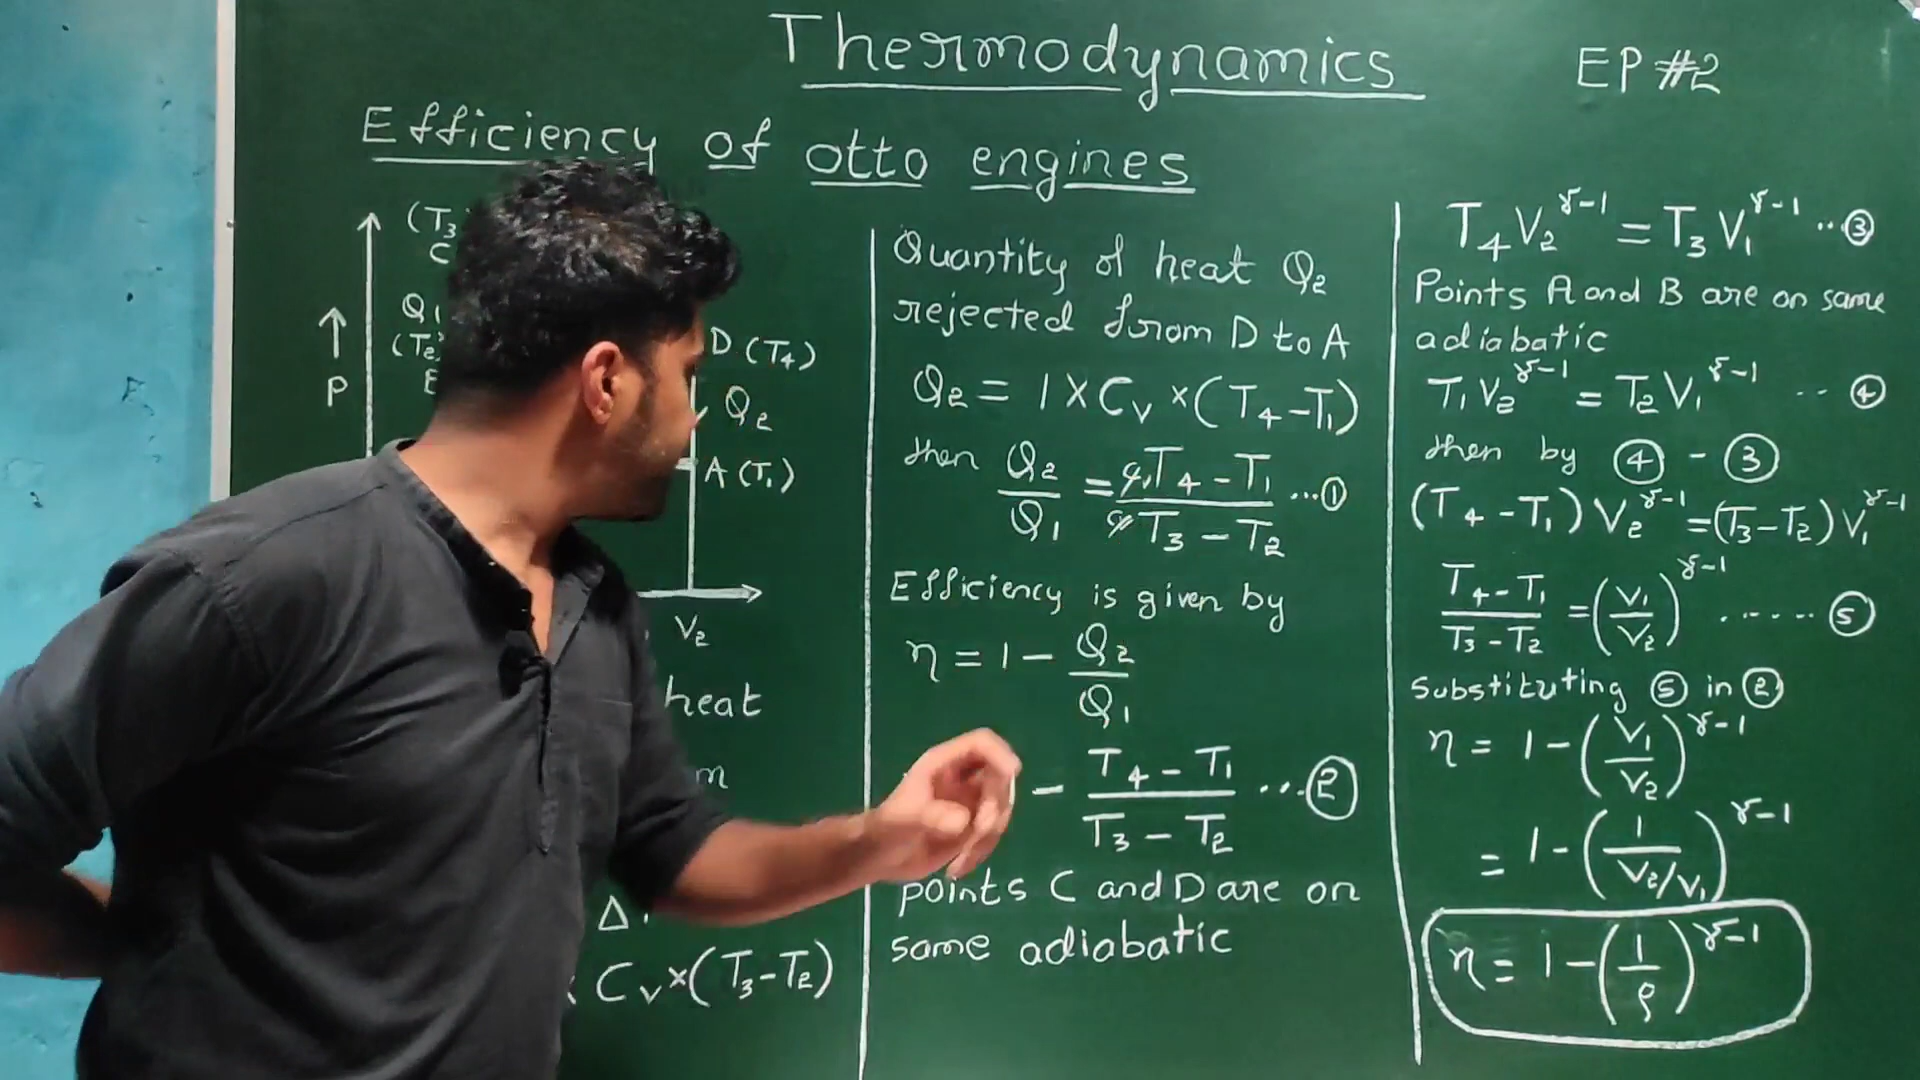 Thermodynamics
EP #2
Efficiency of otto engines
(T₃
C
Q₁
(T₂)
P
D (T₄)
Q₂
A (T₁)
V₂
heat
Δ
C_V×(T₃-T₂)
Quantity of heat Q₂
rejected from D to A
Q₂ = 1×C_V×(T₄-T₁)
then Q₂/Q₁ = (T₄-T₁)/(T₃-T₂) ...①
Efficiency is given by
η = 1 - Q₂/Q₁
- (T₄-T₁)/(T₃-T₂) ...②
points C and D are on
same adiabatic
T₄V₂^γ-1 = T₃V₁^γ-1 ...③
Points A and B are on same
adiabatic
T₁V₂^γ-1 = T₂V₁^γ-1 -- ④
then by ④ - ③
(T₄-T₁)V₂^γ-1 = (T₃-T₂)V₁^γ-1
(T₄-T₁)/(T₃-T₂) = (V₁/V₂)^γ-1 ...... ⑤
Substituting ⑤ in ②
η = 1-(V₁/V₂)^γ-1
= 1-(1/(V₂/V₁))^γ-1
η = 1-(1/ρ)^γ-1